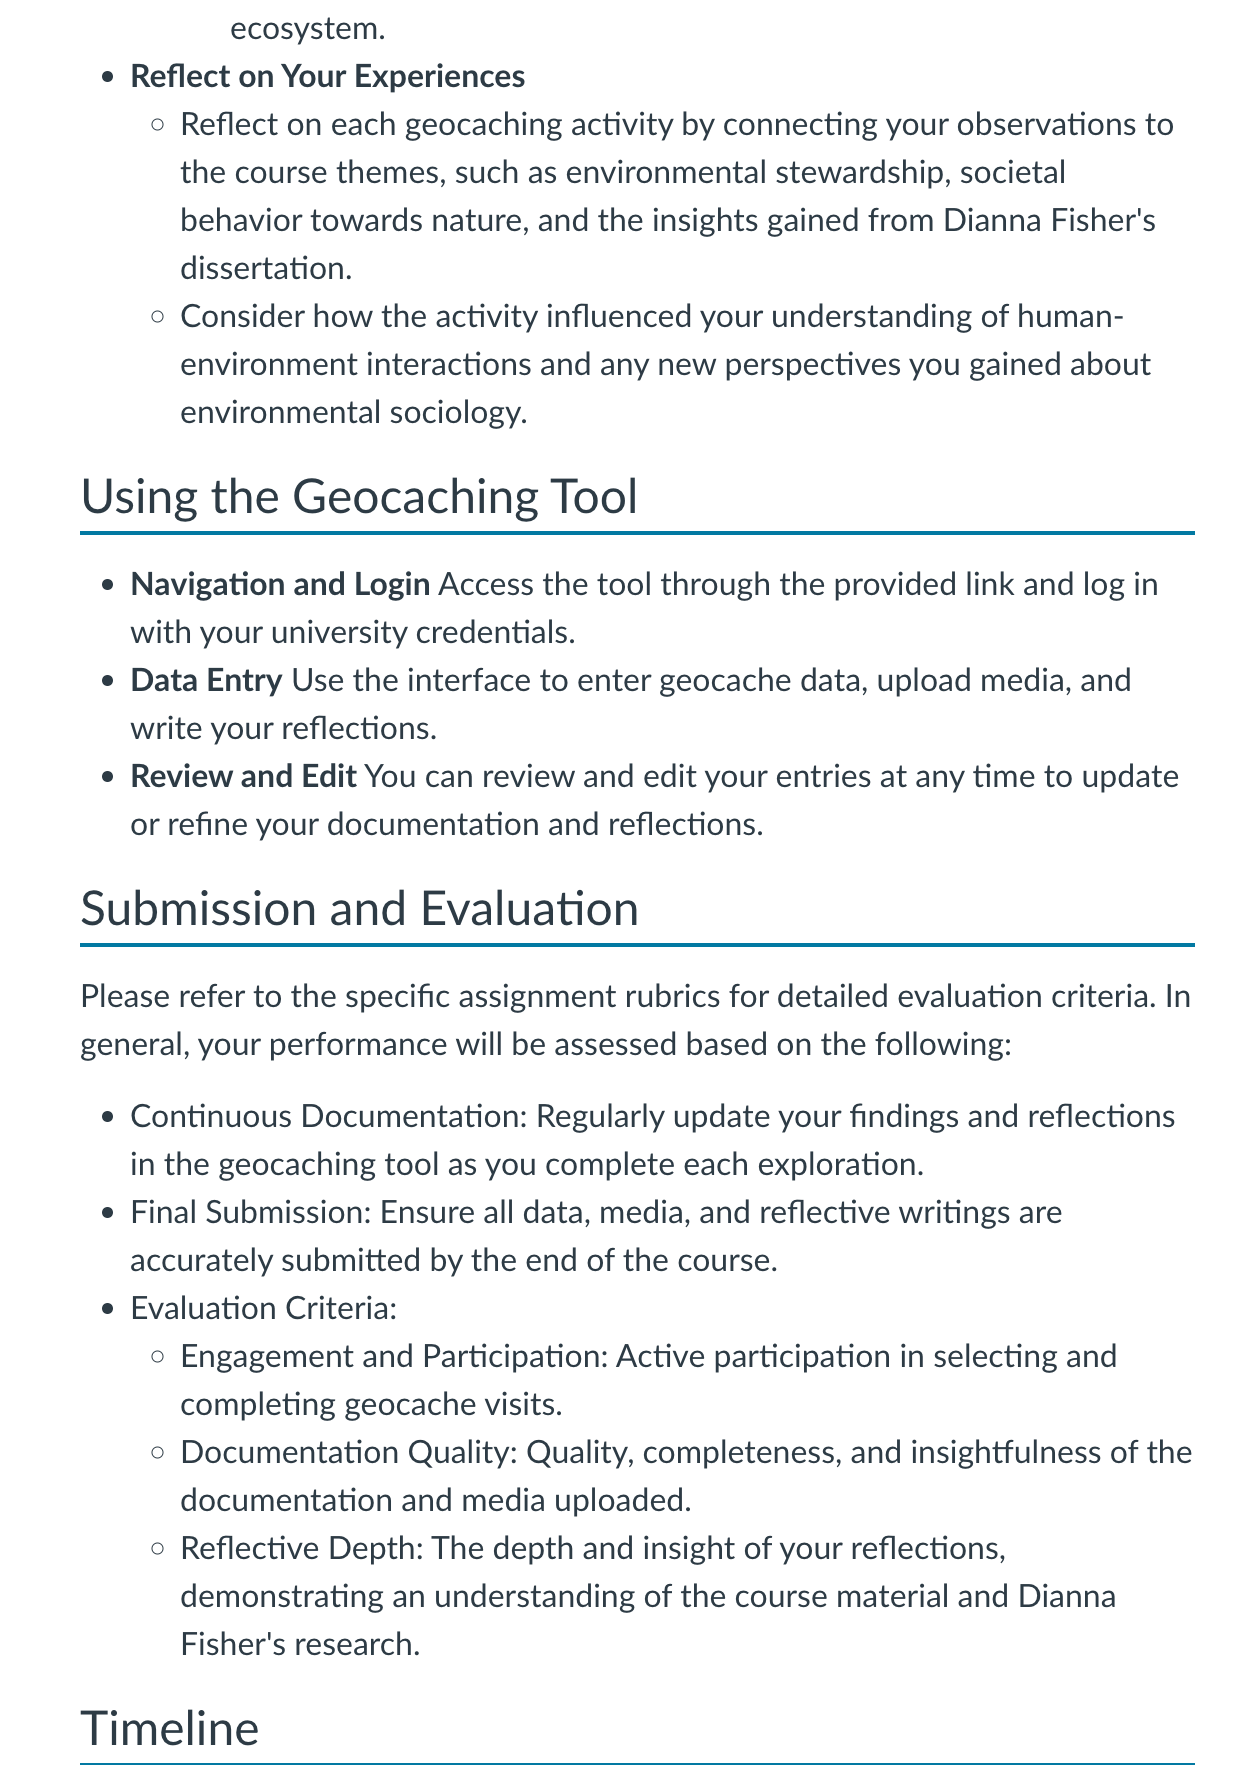 ecosystem.
Reflect on Your Experiences
Reflect on each geocaching activity by connecting your observations to
the course themes, such as environmental stewardship, societal
behavior towards nature, and the insights gained from Dianna Fisher's
dissertation.
Consider how the activity influenced your understanding of human-
environment interactions and any new perspectives you gained about
environmental sociology.
Using the Geocaching Tool
Navigation and Login Access the tool through the provided link and log in
with your university credentials.
Data Entry Use the interface to enter geocache data, upload media, and
write your reflections.
Review and Edit You can review and edit your entries at any time to update
or refine your documentation and reflections.
Submission and Evaluation
Please refer to the specific assignment rubrics for detailed evaluation criteria. In
general, your performance will be assessed based on the following:
Continuous Documentation: Regularly update your findings and reflections
in the geocaching tool as you complete each exploration.
Final Submission: Ensure all data, media, and reflective writings are
accurately submitted by the end of the course.
Evaluation Criteria:
Engagement and Participation: Active participation in selecting and
completing geocache visits.
Documentation Quality: Quality, completeness, and insightfulness of the
documentation and media uploaded.
Reflective Depth: The depth and insight of your reflections,
demonstrating an understanding of the course material and Dianna
Fisher's research.
Timeline